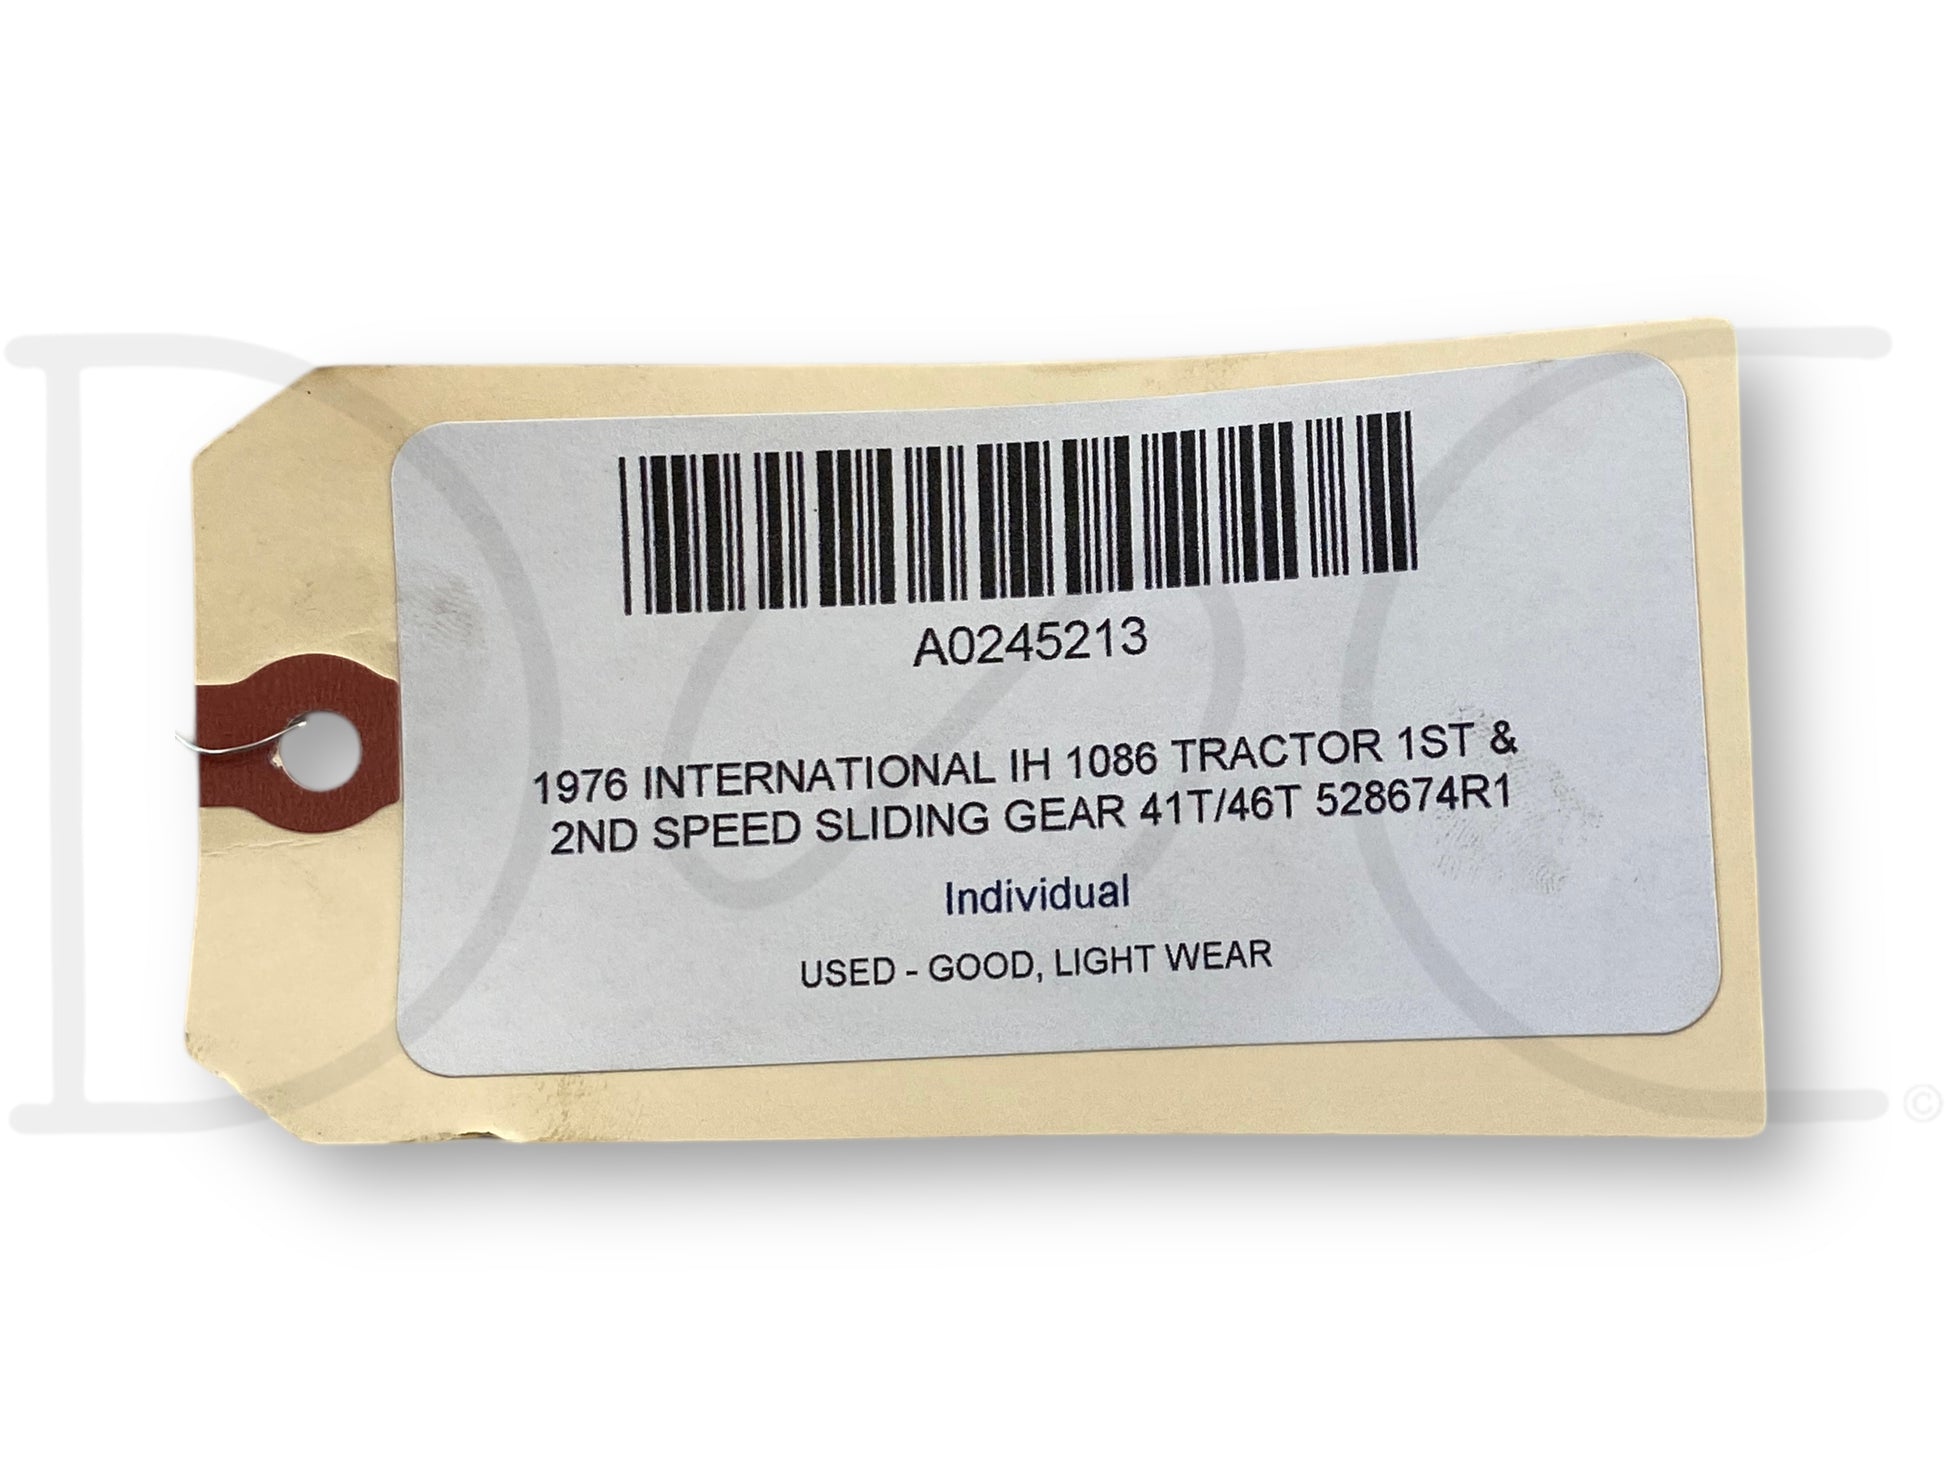 A0245213
1976 INTERNATIONAL IH 1086 TRACTOR 1ST &
2ND SPEED SLIDING GEAR 41T/46T 528674R1
Individual
USED - GOOD, LIGHT WEAR
©